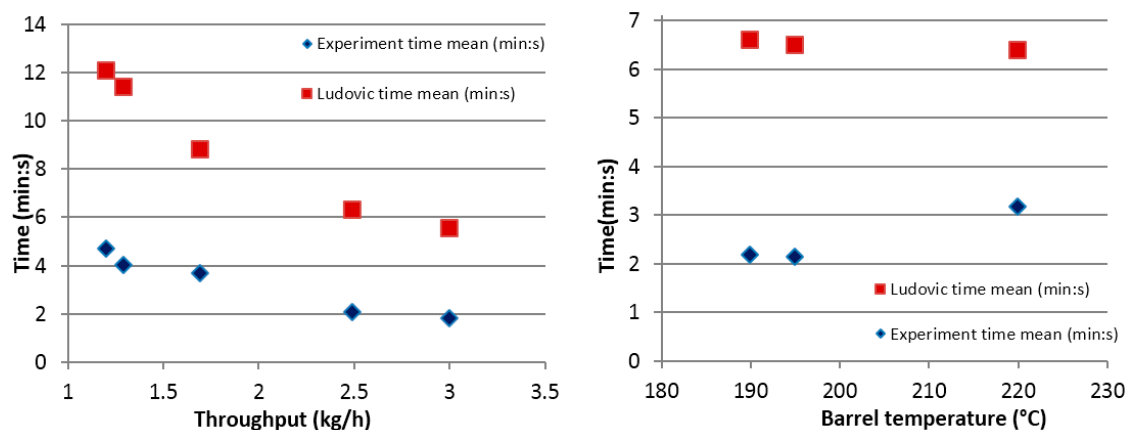 14
12
10
8
6
4
2
0
Time (min:s)
Experiment time mean (min:s)
Ludovic time mean (min:s)
1 1.5 2 2.5 3 3.5
Throughput (kg/h)
7
6
5
4
3
2
1
0
Time(min:s)
Ludovic time mean (min:s)
Experiment time mean (min:s)
180 190 200 210 220 230
Barrel temperature (°C)